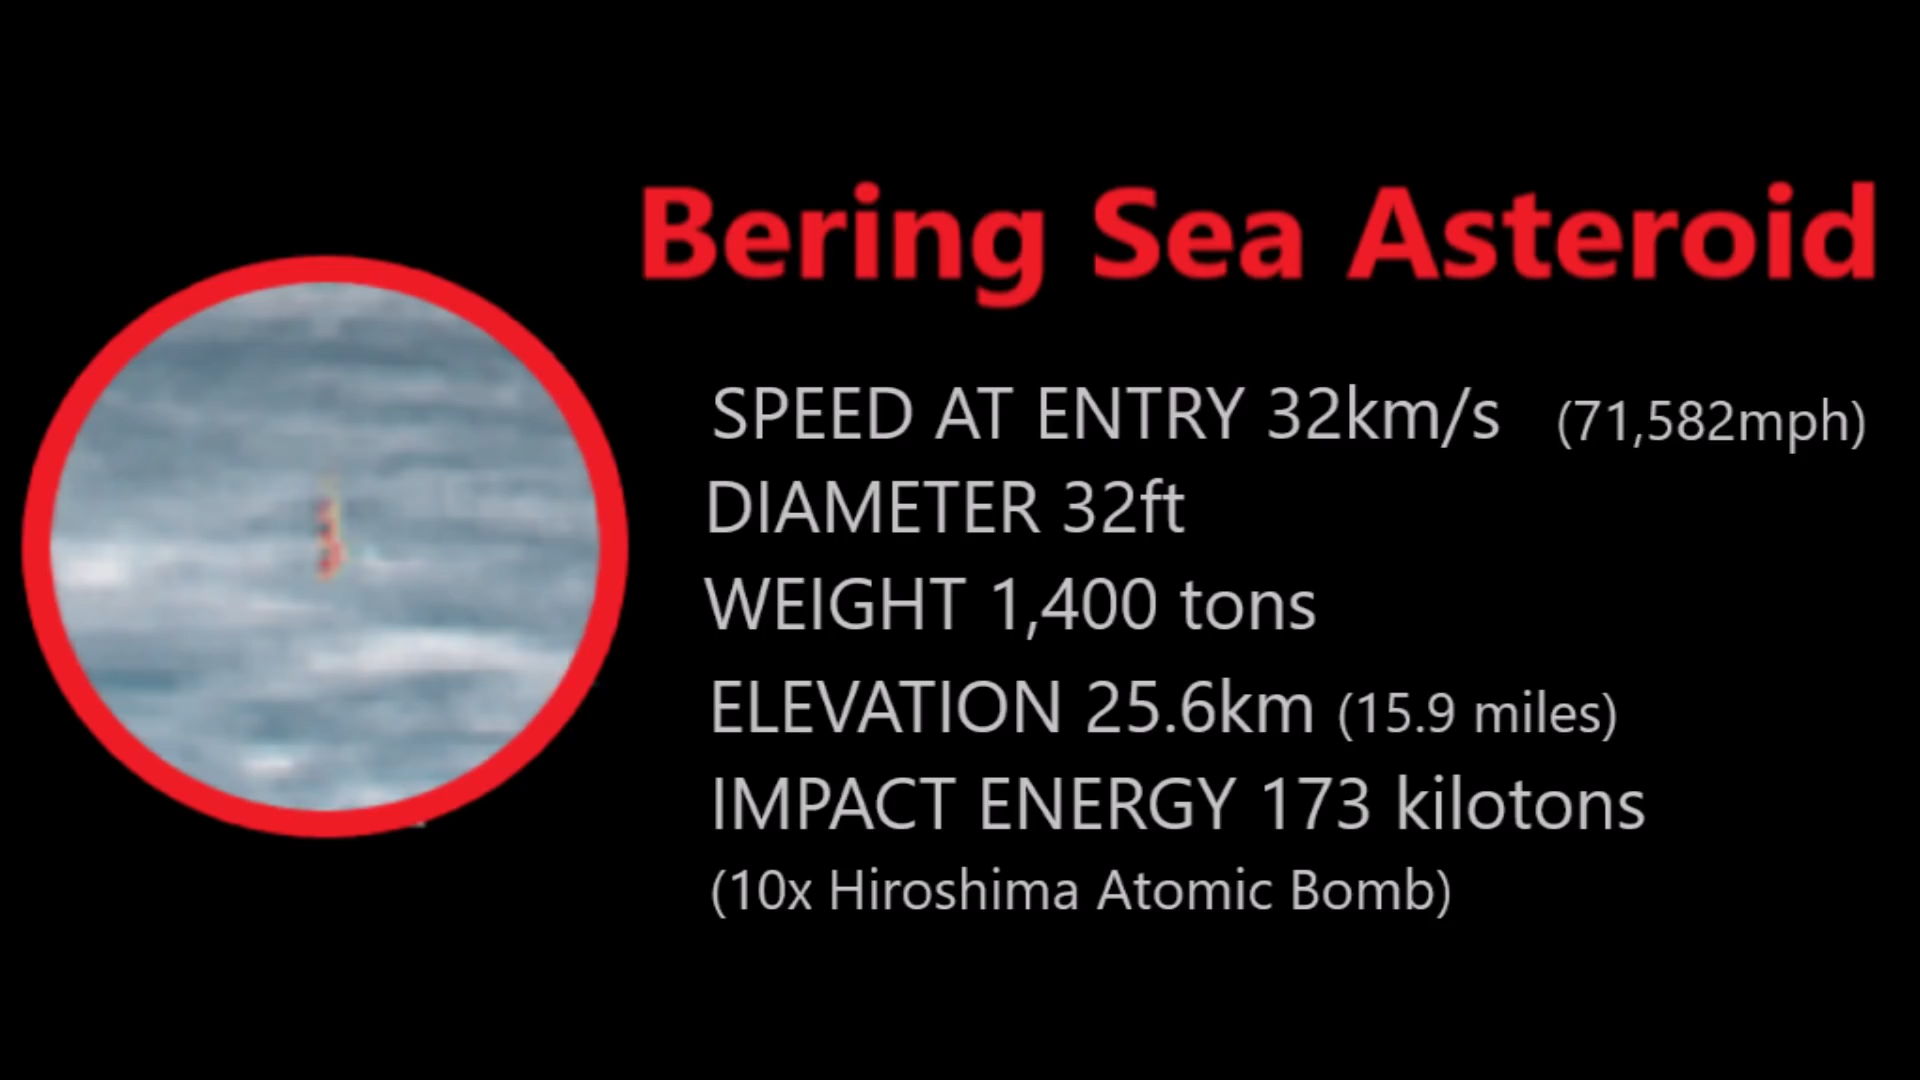 Bering Sea Asteroid
SPEED AT ENTRY 32km/s (71,582mph)
DIAMETER 32ft
WEIGHT 1,400 tons
ELEVATION 25.6km (15.9 miles)
IMPACT ENERGY 173 kilotons
(10x Hiroshima Atomic Bomb)